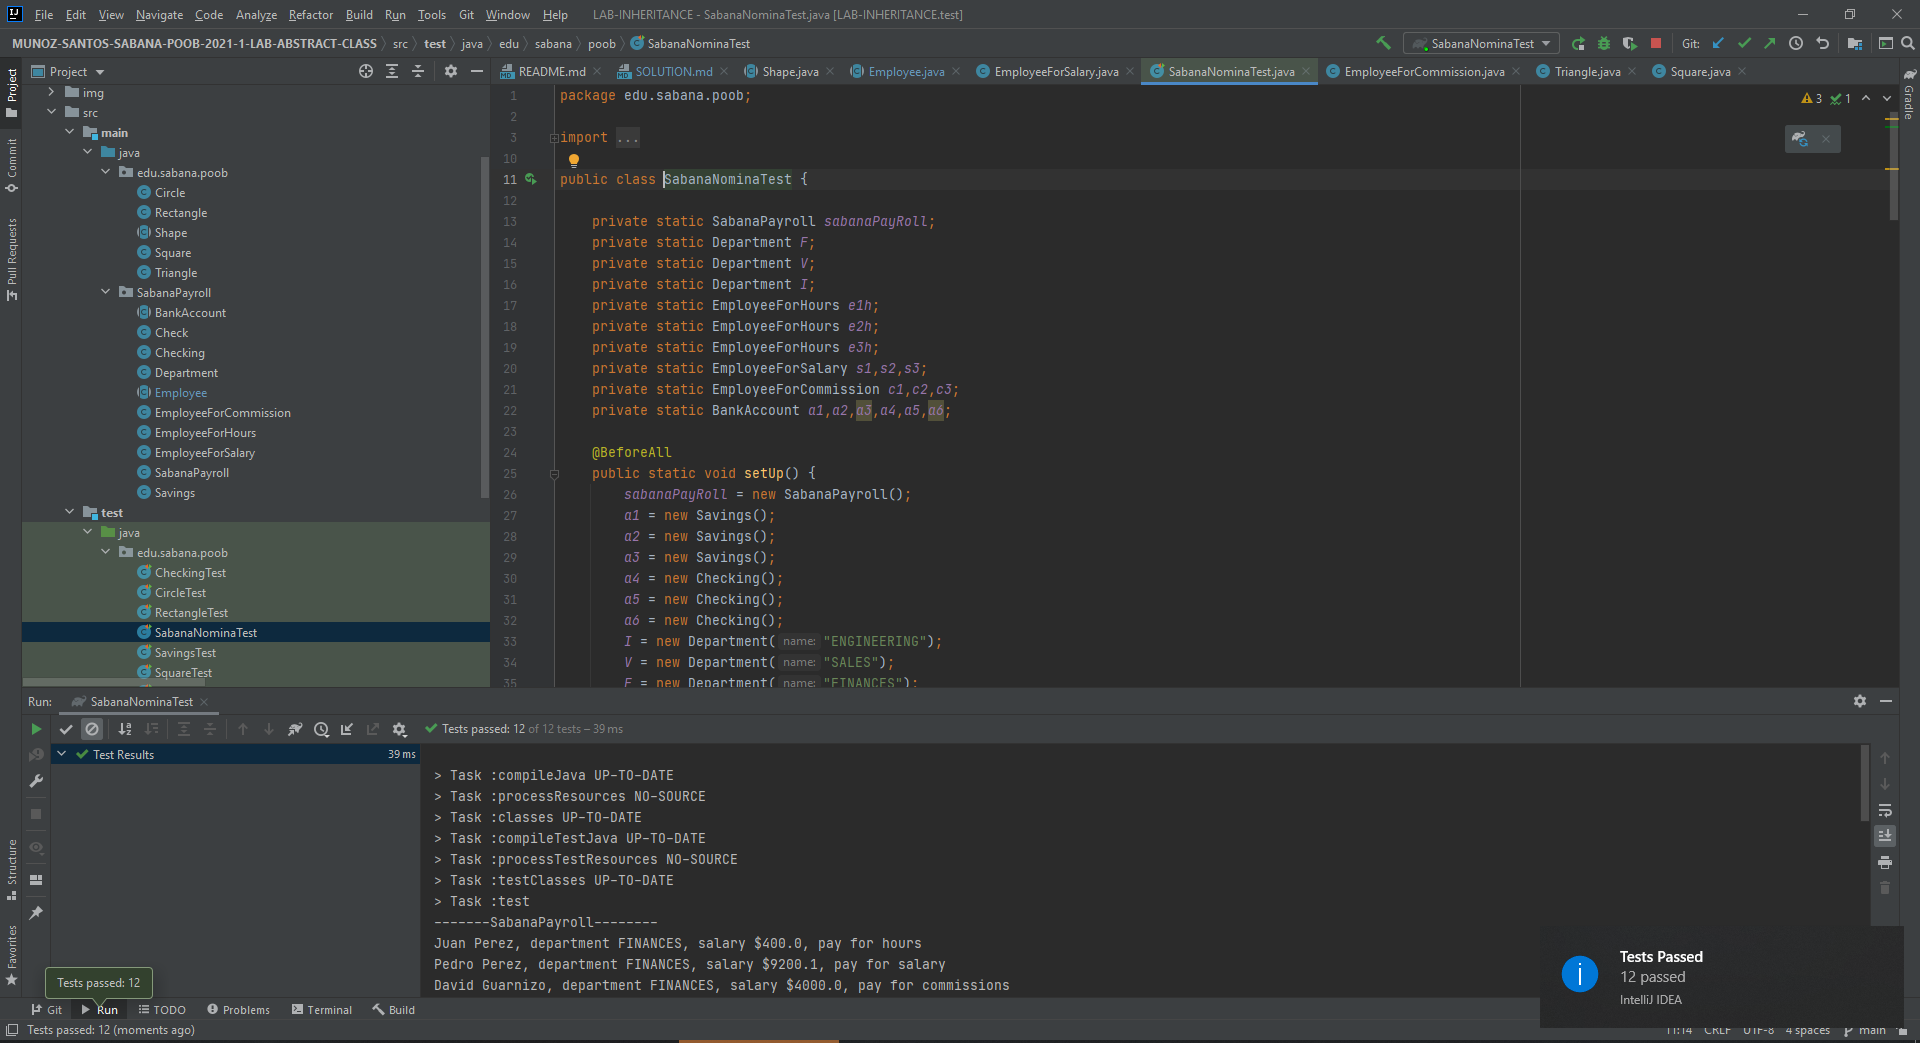 File Edit View Navigate Code Analyze Refactor Build Run Tools Git Window Help LAB-INHERITANCE - SabanaNominaTest.java [LAB-INHERITANCE.test]
MUNOZ-SANTOS-SABANA-POOB-2021-1-LAB-ABSTRACT-CLASS src test java edu sabana poob SabanaNominaTest
SabanaNominaTest Git:
Project
README.md SOLUTION.md Shape.java Employee.java EmployeeForSalary.java SabanaNominaTest.java EmployeeForCommission.java Triangle.java Square.java
Project
Commit
Pull Requests
Structure
Favorites
Gradle
img
src
main
java
edu.sabana.poob
Circle
Rectangle
Shape
Square
Triangle
SabanaPayroll
BankAccount
Check
Checking
Department
Employee
EmployeeForCommission
EmployeeForHours
EmployeeForSalary
SabanaPayroll
Savings
test
java
edu.sabana.poob
CheckingTest
CircleTest
RectangleTest
SabanaNominaTest
SavingsTest
SquareTest
3 1
1 package edu.sabana.poob;
2
3 import ...
10
11 public class SabanaNominaTest {
12
13 private static SabanaPayroll sabanaPayRoll;
14 private static Department F;
15 private static Department V;
16 private static Department I;
17 private static EmployeeForHours e1h;
18 private static EmployeeForHours e2h;
19 private static EmployeeForHours e3h;
20 private static EmployeeForSalary s1,s2,s3;
21 private static EmployeeForCommission c1,c2,c3;
22 private static BankAccount a1,a2,a3,a4,a5,a6;
23
24 @BeforeAll
25 public static void setUp() {
26 sabanaPayRoll = new SabanaPayroll();
27 a1 = new Savings();
28 a2 = new Savings();
29 a3 = new Savings();
30 a4 = new Checking();
31 a5 = new Checking();
32 a6 = new Checking();
33 I = new Department( name: "ENGINEERING");
34 V = new Department( name: "SALES");
35 F = new Department( name: "FINANCES");
Run: SabanaNominaTest
Tests passed: 12 of 12 tests – 39 ms
Test Results 39 ms
> Task :compileJava UP-TO-DATE
> Task :processResources NO-SOURCE
> Task :classes UP-TO-DATE
> Task :compileTestJava UP-TO-DATE
> Task :processTestResources NO-SOURCE
> Task :testClasses UP-TO-DATE
> Task :test
-------SabanaPayroll--------
Juan Perez, department FINANCES, salary $400.0, pay for hours
Pedro Perez, department FINANCES, salary $9200.1, pay for salary
David Guarnizo, department FINANCES, salary $4000.0, pay for commissions
Tests passed: 12
Tests Passed
12 passed
IntelliJ IDEA
Git Run TODO Problems Terminal Build
Tests passed: 12 (moments ago) 11:14 CRLF UTF-8 4 spaces main